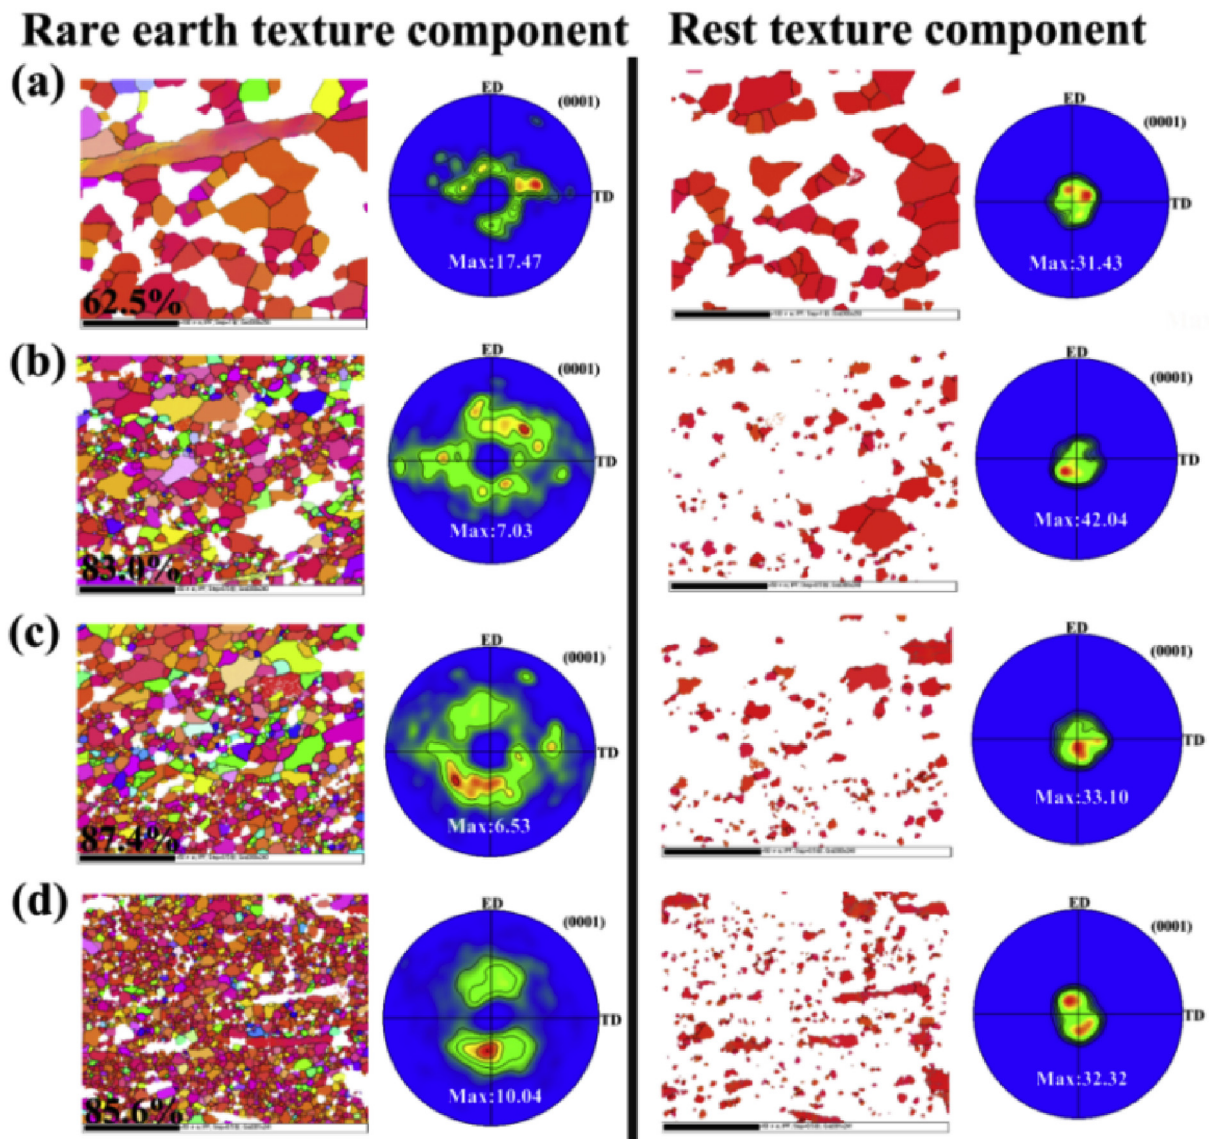 Rare earth texture component
Rest texture component
(a)
ED
(0001)
TD
Max:17.47
62.5%
ED
(0001)
TD
Max:31.43
(b)
ED
(0001)
TD
Max:7.03
83.0%
ED
(0001)
TD
Max:42.04
(c)
ED
(0001)
TD
Max:6.53
87.4%
ED
(0001)
TD
Max:33.10
(d)
ED
(0001)
TD
Max:10.04
85.6%
ED
(0001)
TD
Max:32.32